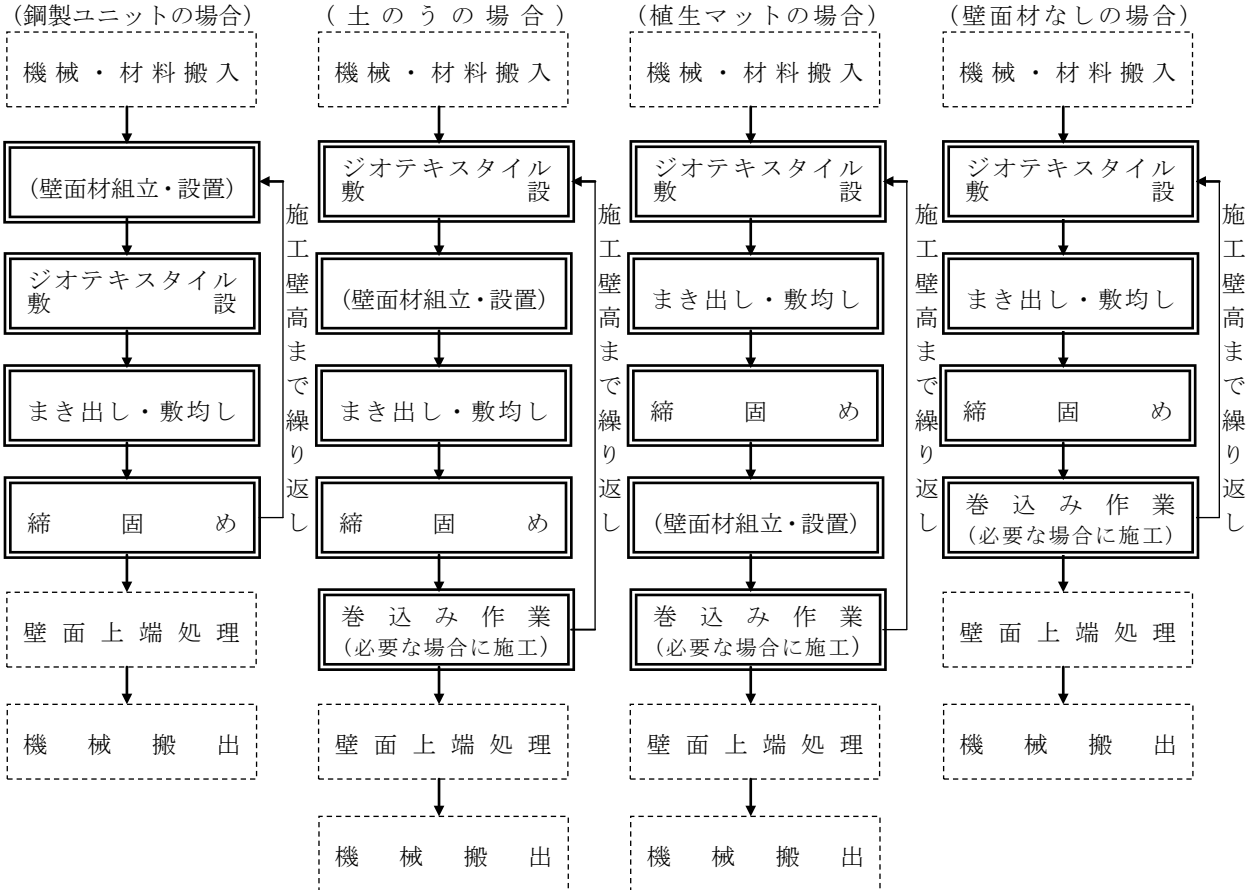 (鋼製ユニットの場合)
機械・材料搬入
(壁面材組立・設置)
ジオテキスタイル
敷設
まき出し・敷均し
締固め
壁面上端処理
機械搬出
施工壁高まで繰り返し
(土のうの場合)
機械・材料搬入
ジオテキスタイル
敷設
(壁面材組立・設置)
まき出し・敷均し
締固め
巻込み作業
(必要な場合に施工)
壁面上端処理
機械搬出
施工壁高まで繰り返し
(植生マットの場合)
機械・材料搬入
ジオテキスタイル
敷設
まき出し・敷均し
締固め
(壁面材組立・設置)
巻込み作業
(必要な場合に施工)
壁面上端処理
機械搬出
施工壁高まで繰り返し
(壁面材なしの場合)
機械・材料搬入
ジオテキスタイル
敷設
まき出し・敷均し
締固め
巻込み作業
(必要な場合に施工)
壁面上端処理
機械搬出
施工壁高まで繰り返し